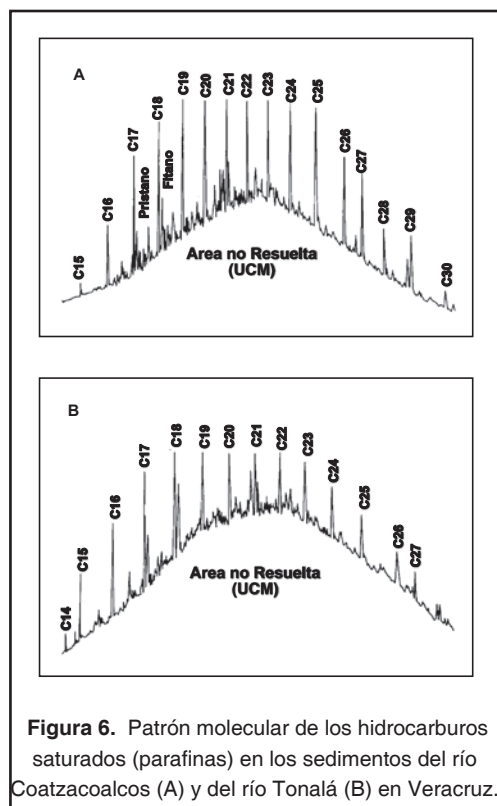 A
C15
C16
C17
Pristano
C18
Fitano
C19
C20
C21
C22
C23
C24
C25
C26
C27
C28
C29
C30
Area no Resuelta
(UCM)
B
C14
C15
C16
C17
C18
C19
C20
C21
C22
C23
C24
C25
C26
C27
Area no Resuelta
(UCM)
Figura 6. Patrón molecular de los hidrocarburos
saturados (parafinas) en los sedimentos del río
Coatzacoalcos (A) y del río Tonalá (B) en Veracruz.